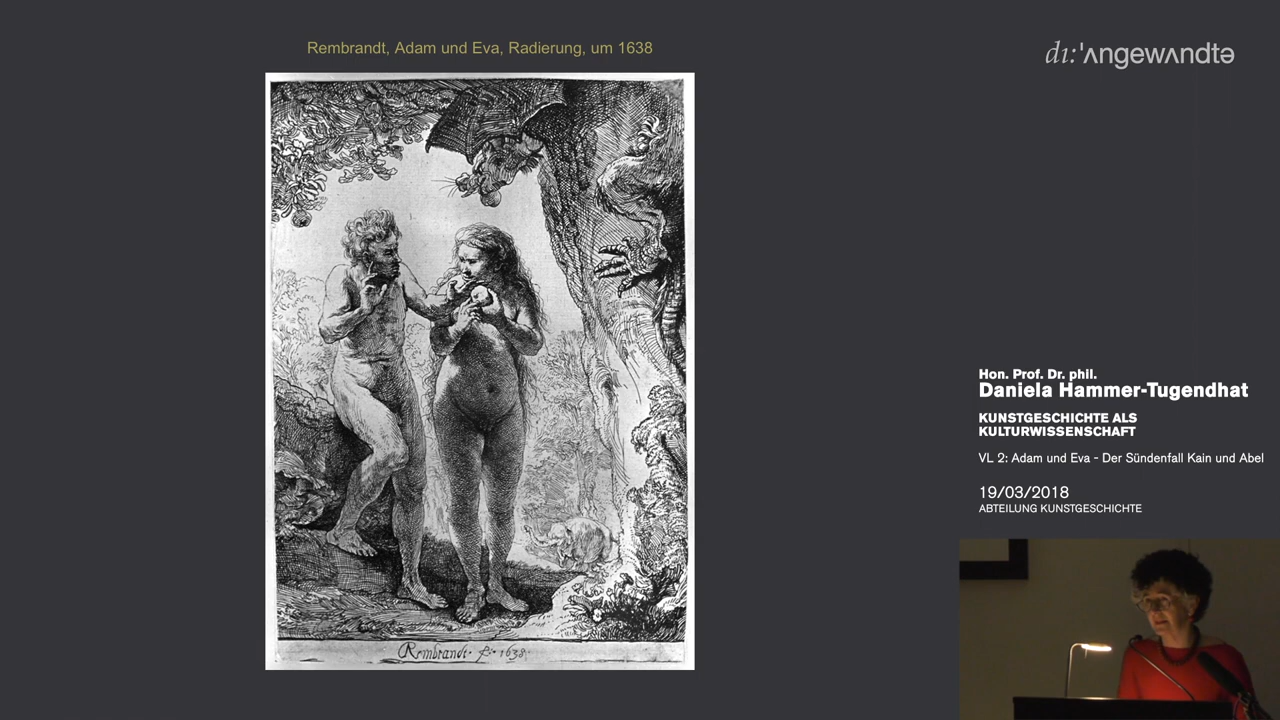 Rembrandt, Adam und Eva, Radierung, um 1638
dı:'ʌngewʌndtə
Rembrandt. f. 1638.
Hon. Prof. Dr. phil.
Daniela Hammer-Tugendhat
KUNSTGESCHICHTE ALS
KULTURWISSENSCHAFT
VL 2: Adam und Eva - Der Sündenfall Kain und Abel
19/03/2018
ABTEILUNG KUNSTGESCHICHTE